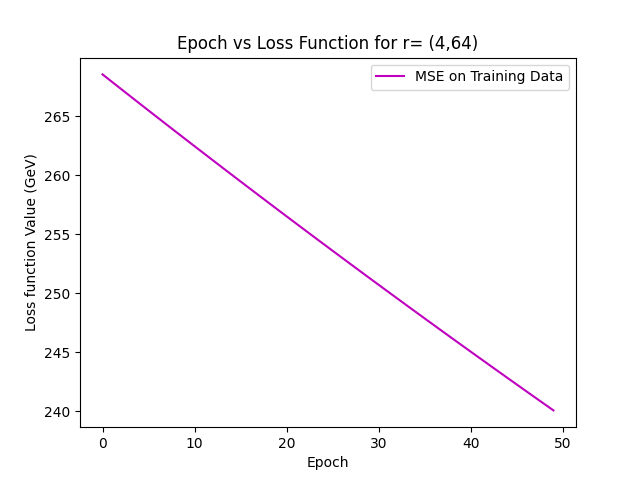 Epoch vs Loss Function for r= (4,64)
MSE on Training Data
Loss function Value (GeV)
265
260
255
250
245
240
0 10 20 30 40 50
Epoch